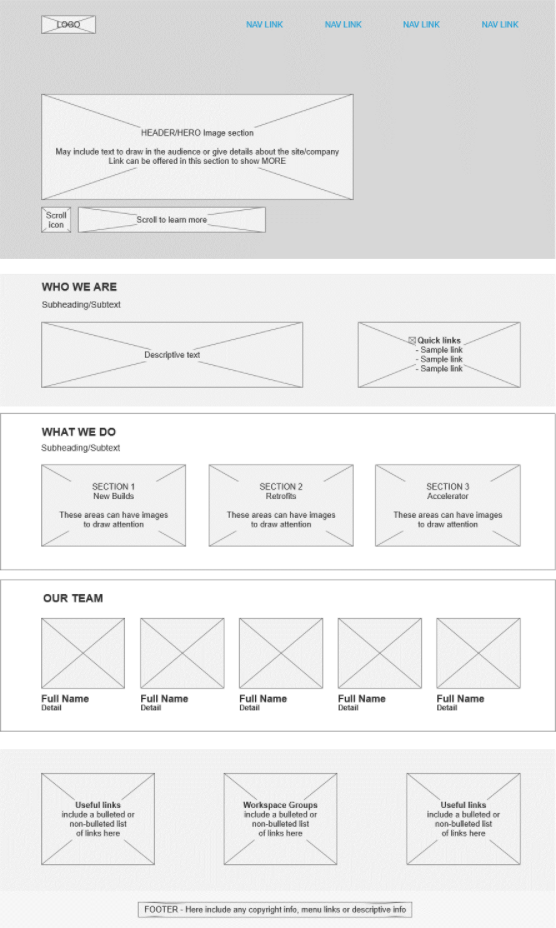 LOGO
NAV LINK NAV LINK NAV LINK NAV LINK
HEADER/HERO Image section
May include text to draw in the audience or give details about the site/company
Link can be offered in this section to show MORE
Scroll
icon
Scroll to learn more
WHO WE ARE
Subheading/Subtext
Descriptive text
Quick links
- Sample link
- Sample link
- Sample link
WHAT WE DO
Subheading/Subtext
SECTION 1
New Builds
These areas can have images
to draw attention
SECTION 2
Retrofits
These areas can have images
to draw attention
SECTION 3
Accelerator
These areas can have images
to draw attention
OUR TEAM
Full Name
Detail
Full Name
Detail
Full Name
Detail
Full Name
Detail
Full Name
Detail
Useful links
include a bulleted or
non-bulleted list
of links here
Workspace Groups
include a bulleted or
non-bulleted list
of links here
Useful links
include a bulleted or
non-bulleted list
of links here
FOOTER - Here include any copyright info, menu links or descriptive info